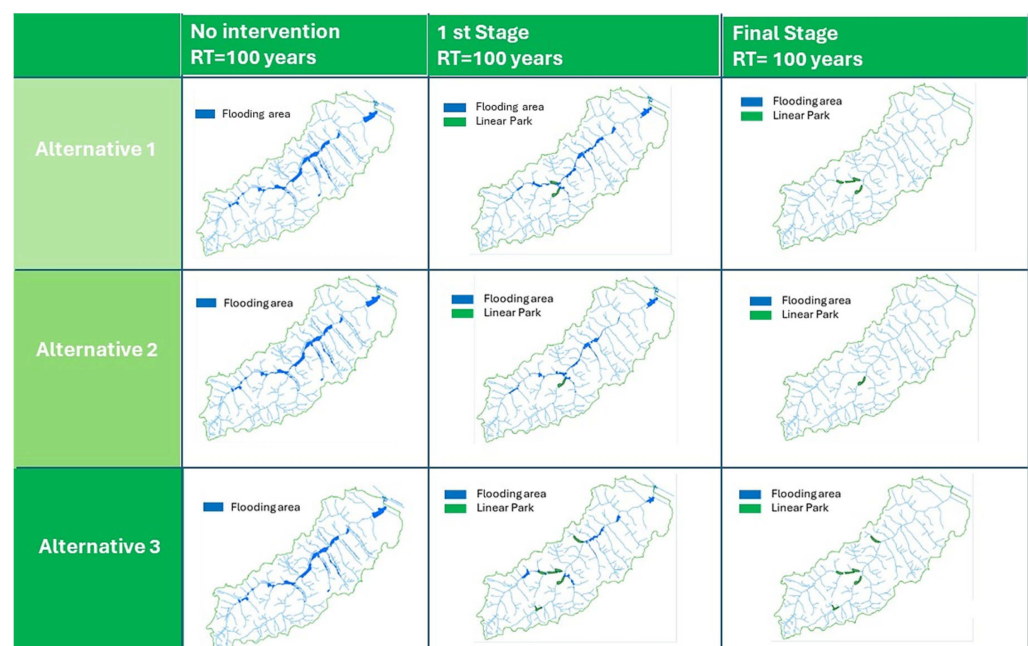 No intervention
RT=100 years
1 st Stage
RT=100 years
Final Stage
RT= 100 years
Alternative 1
Flooding area
Flooding area
Linear Park
Flooding area
Linear Park
Alternative 2
Flooding area
Flooding area
Linear Park
Flooding area
Linear Park
Alternative 3
Flooding area
Flooding area
Linear Park
Flooding area
Linear Park